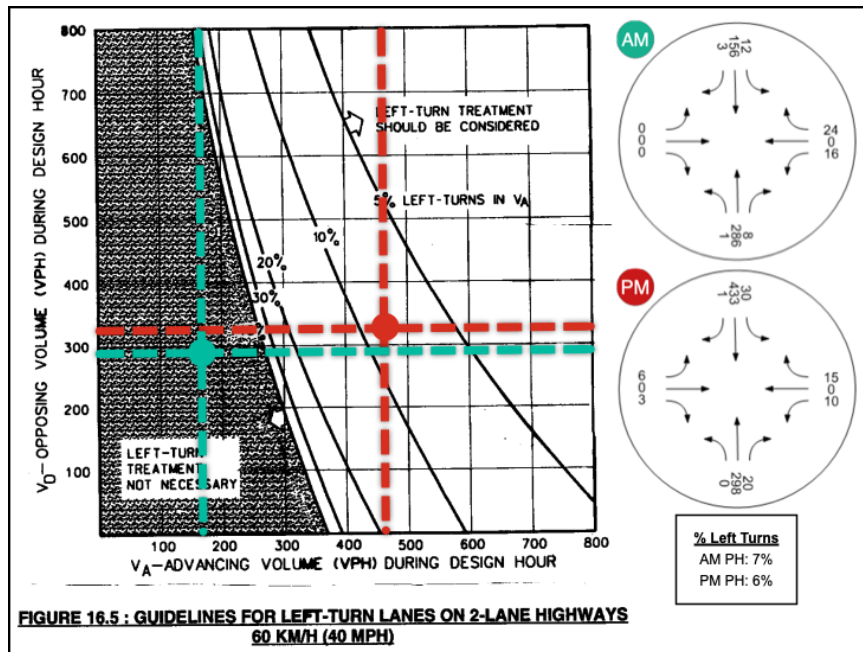 800
700
600
500
400
300
200
100
V₀-OPPOSING VOLUME (VPH) DURING DESIGN HOUR
LEFT-TURN TREATMENT
SHOULD BE CONSIDERED
5% LEFT-TURNS IN VA
10%
20%
30%
LEFT-TURN
TREATMENT
NOT NECESSARY
100 200 300 400 500 600 700 800
VA-ADVANCING VOLUME (VPH) DURING DESIGN HOUR
FIGURE 16.5 : GUIDELINES FOR LEFT-TURN LANES ON 2-LANE HIGHWAYS
60 KM/H (40 MPH)
AM
3 156 12
0
0
0
24
0
16
1 286 8
PM
1 433 30
6
0
3
15
0
10
0 298 20
% Left Turns
AM PH: 7%
PM PH: 6%